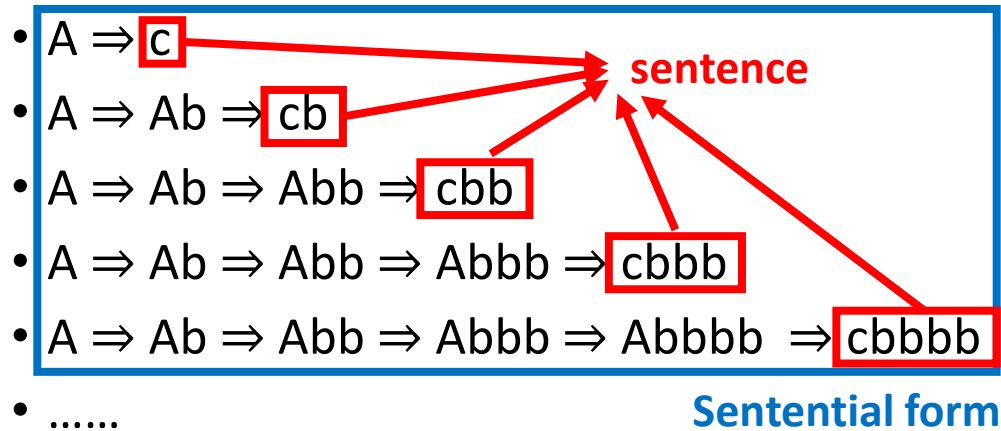 • A ⇒ c
sentence
• A ⇒ Ab ⇒ cb
• A ⇒ Ab ⇒ Abb ⇒ cbb
• A ⇒ Ab ⇒ Abb ⇒ Abbb ⇒ cbbb
• A ⇒ Ab ⇒ Abb ⇒ Abbb ⇒ Abbbb ⇒ cbbbb
• ......
Sentential form